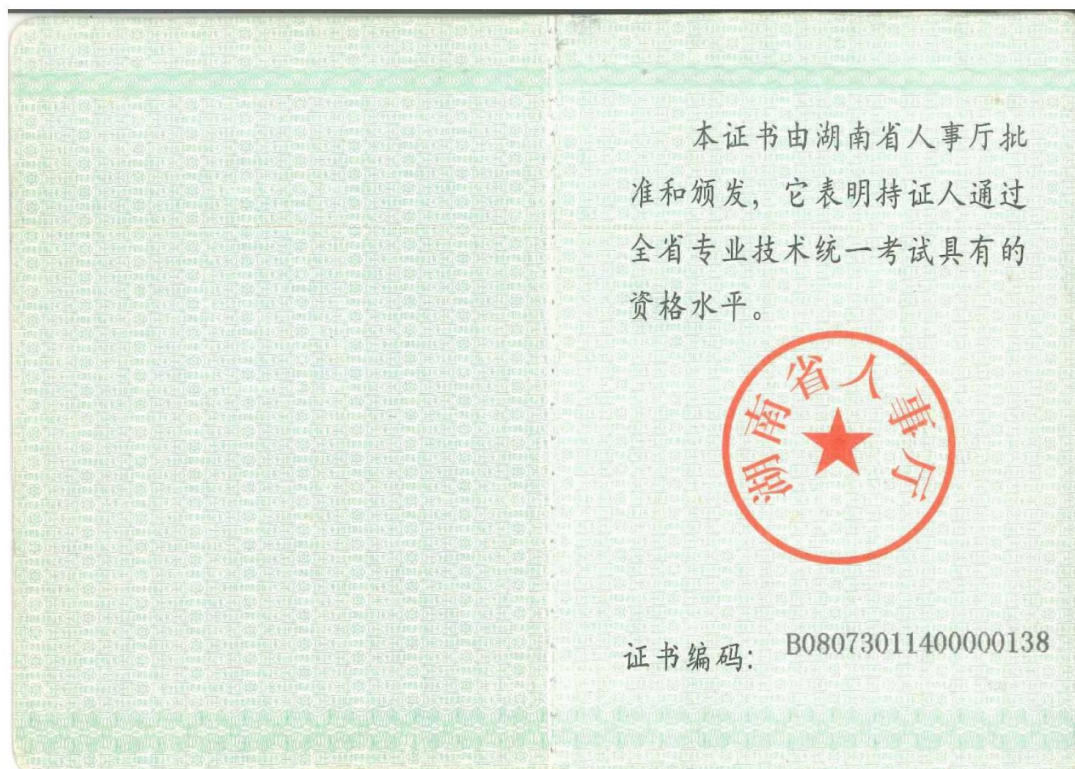 本证书由湖南省人事厅批
准和颁发，它表明持证人通过
全省专业技术统一考试具有的
资格水平。
湖南省人事厅
证书编码：B08073011400000138